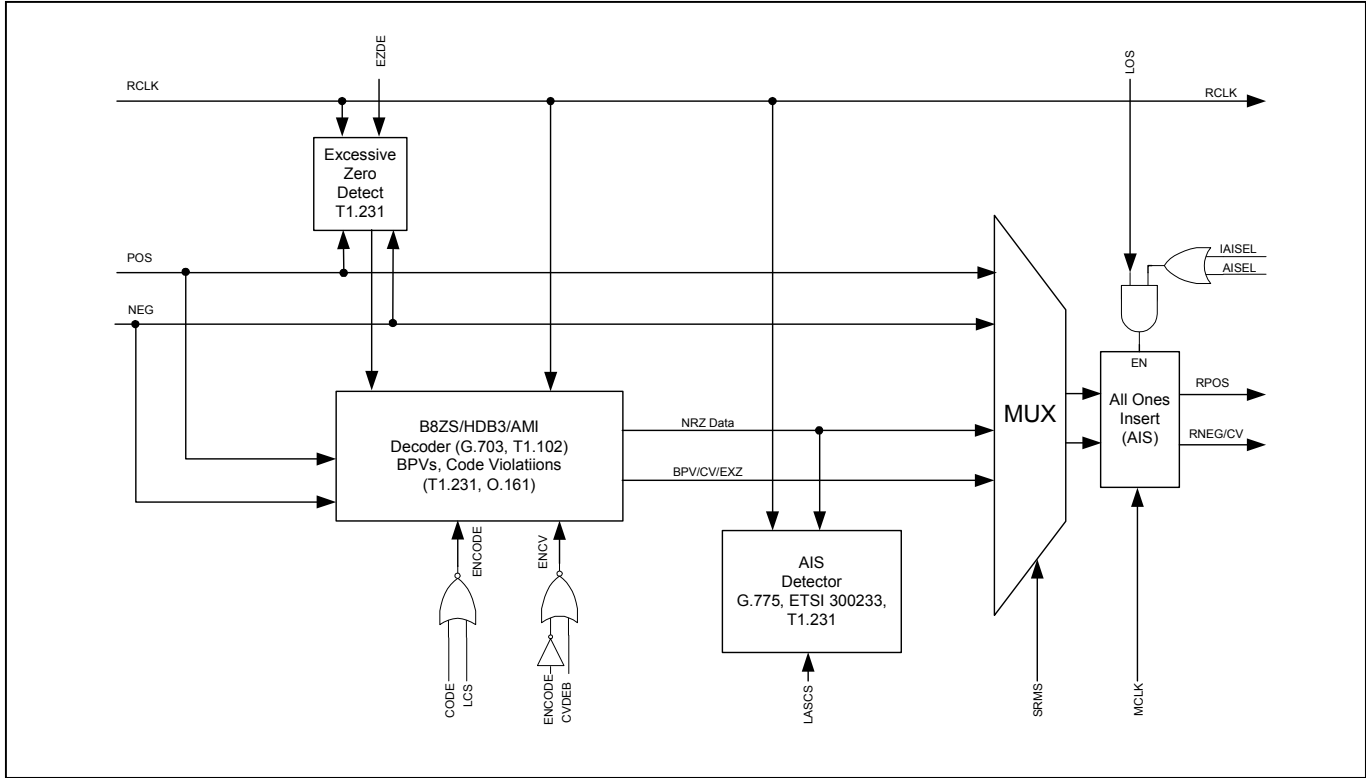 EZDE
LOS
RCLK
RCLK
Excessive
Zero
Detect
T1.231
IAISEL
AISEL
POS
NEG
EN
All Ones
Insert
(AIS)
RPOS
RNEG/CV
MUX
B8ZS/HDB3/AMI
Decoder (G.703, T1.102)
BPVs, Code Violatiions
(T1.231, O.161)
NRZ Data
BPV/CV/EXZ
ENCODE
ENCV
AIS
Detector
G.775, ETSI 300233,
T1.231
CODE
LCS
ENCODE
CVDEB
LASCS
SRMS
MCLK